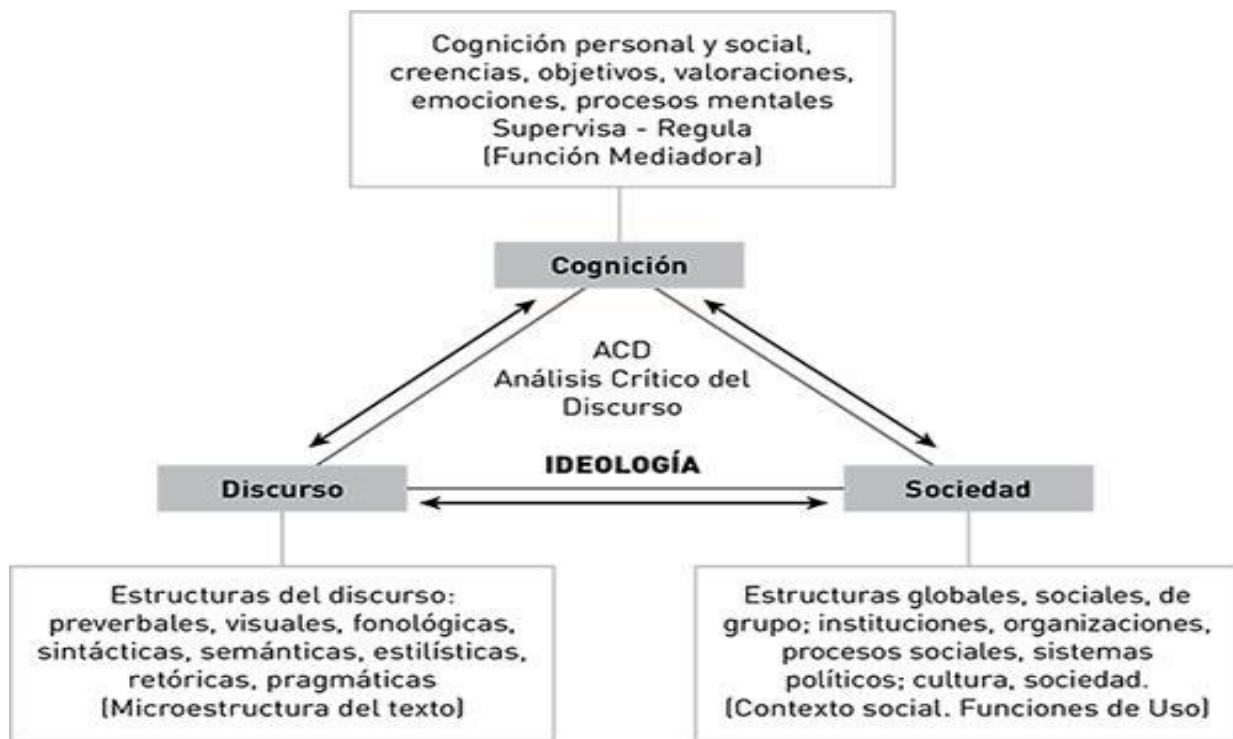 Cognición personal y social,
creencias, objetivos, valoraciones,
emociones, procesos mentales
Supervisa - Regula
(Función Mediadora)
Cognición
ACD
Análisis Crítico del
Discurso
IDEOLOGÍA
Discurso
Sociedad
Estructuras del discurso:
preverbales, visuales, fonológicas,
sintácticas, semánticas, estilísticas,
retóricas, pragmáticas
(Microestructura del texto)
Estructuras globales, sociales, de
grupo; instituciones, organizaciones,
procesos sociales, sistemas
políticos; cultura, sociedad.
(Contexto social. Funciones de Uso)